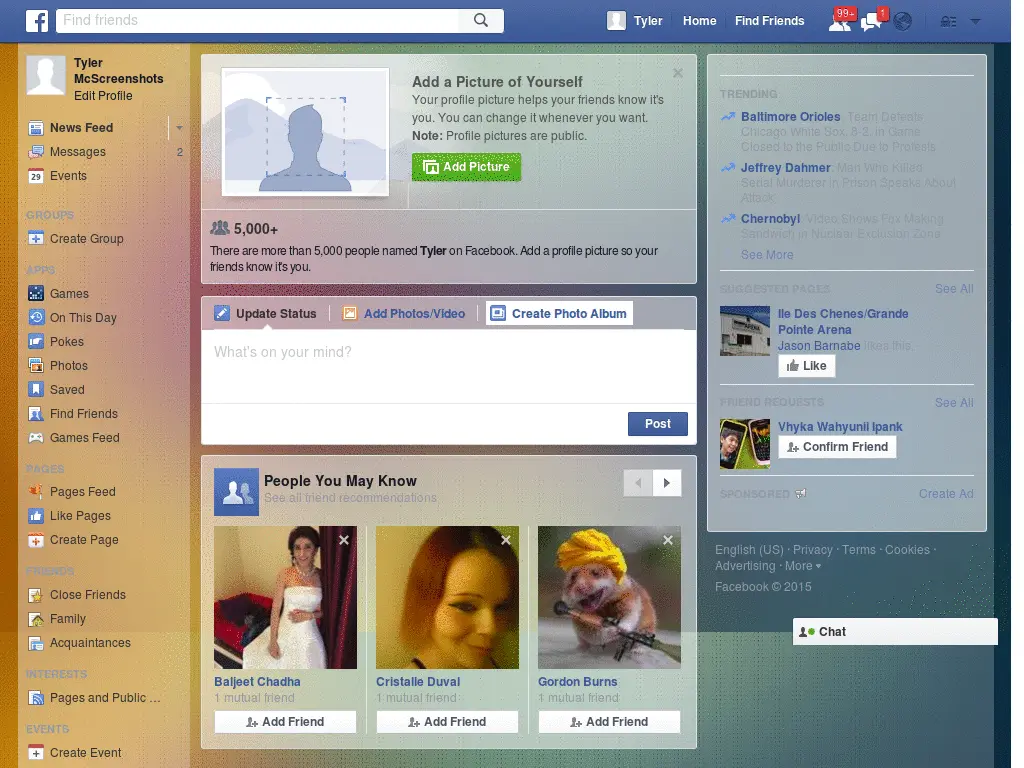 Find friends
Tyler
Home
Find Friends
99+
1
Tyler
McScreenshots
Edit Profile
News Feed
Messages 2
29 Events
GROUPS
Create Group
APPS
Games
On This Day
Pokes
Photos
Saved
Find Friends
Games Feed
PAGES
Pages Feed
Like Pages
Create Page
FRIENDS
Close Friends
Family
Acquaintances
INTERESTS
Pages and Public ...
EVENTS
Create Event
Add a Picture of Yourself
Your profile picture helps your friends know it's
you. You can change it whenever you want.
Note: Profile pictures are public.
Add Picture
5,000+
There are more than 5,000 people named Tyler on Facebook. Add a profile picture so your
friends know it's you.
Update Status
Add Photos/Video
Create Photo Album
What's on your mind?
Post
People You May Know
See all friend recommendations
Baljeet Chadha
1 mutual friend
Add Friend
Cristalle Duval
1 mutual friend
Add Friend
Gordon Burns
1 mutual friend
Add Friend
TRENDING
Baltimore Orioles: Team Defeats
Chicago White Sox, 8-2, in Game
Closed to the Public Due to Protests
Jeffrey Dahmer: Man Who Killed
Serial Murderer in Prison Speaks About
Attack
Chernobyl: Video Shows Fox Making
Sandwich in Nuclear Exclusion Zone
See More
SUGGESTED PAGES See All
Ile Des Chenes/Grande
Pointe Arena
Jason Barnabe likes this.
Like
FRIEND REQUESTS See All
Vhyka Wahyunii Ipank
Confirm Friend
SPONSORED Create Ad
English (US) · Privacy · Terms · Cookies ·
Advertising · More
Facebook © 2015
Chat